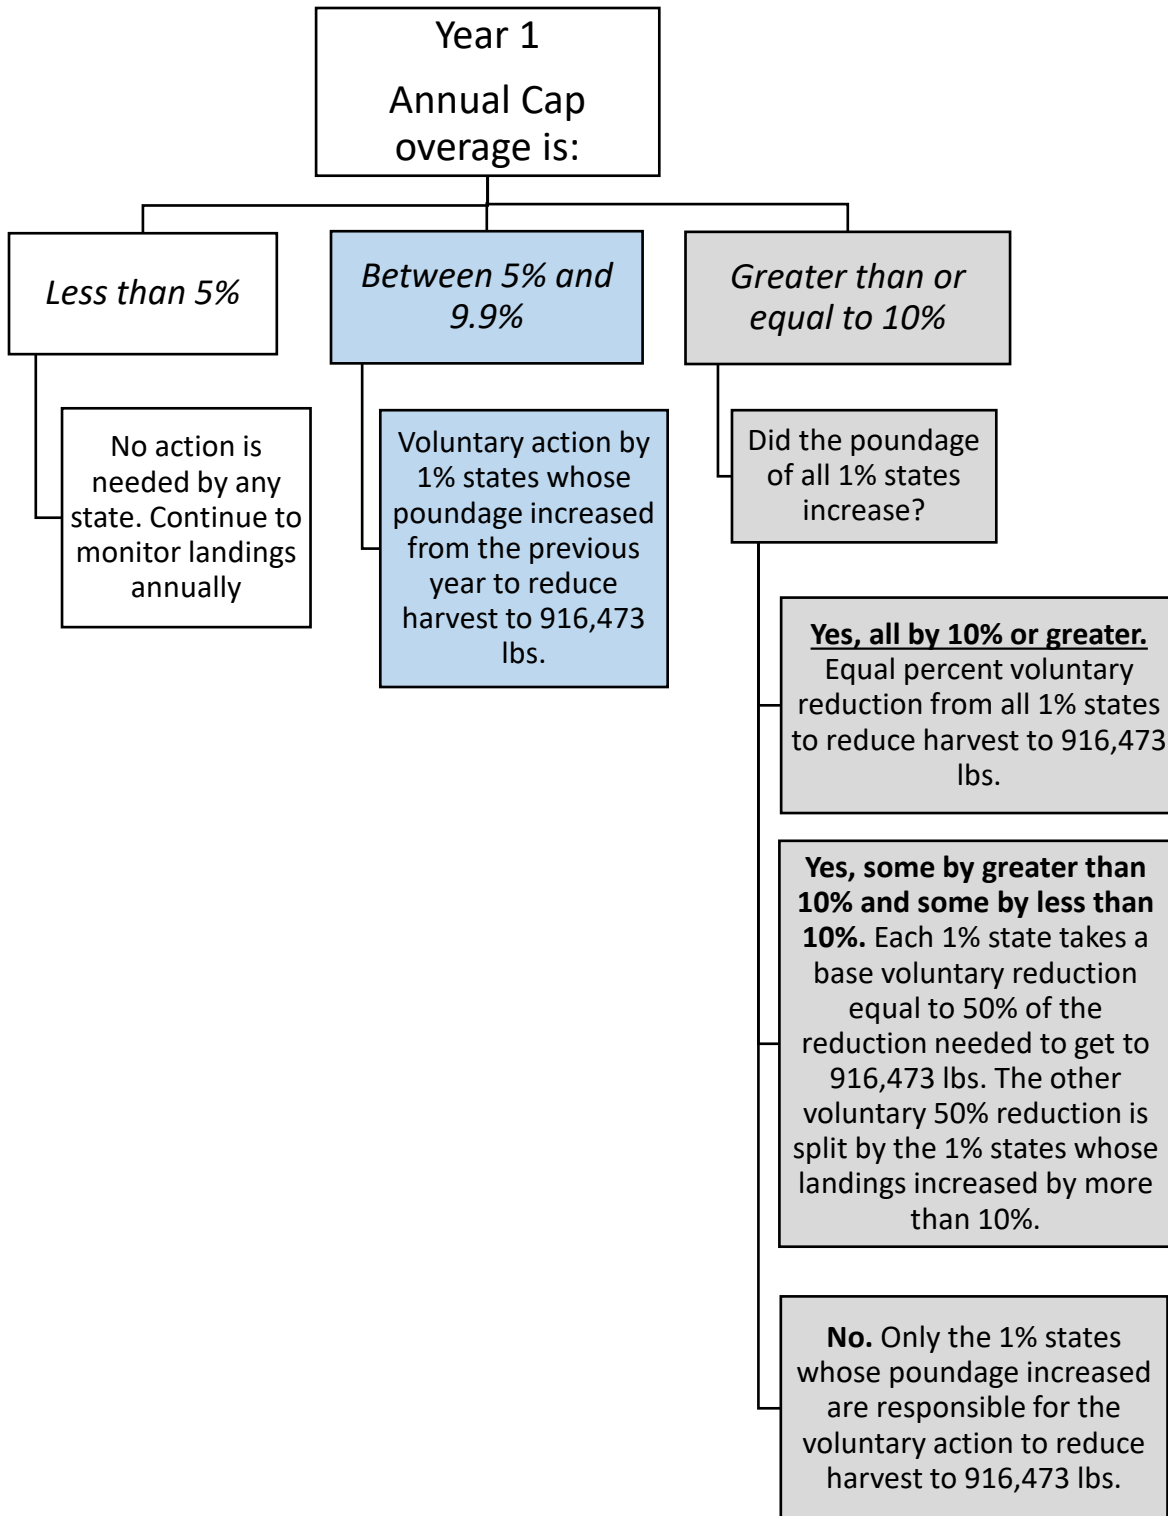 Year 1
Annual Cap
overage is:
Less than 5%
Between 5% and
9.9%
Greater than or
equal to 10%
No action is
needed by any
state. Continue to
monitor landings
annually
Voluntary action by
1% states whose
poundage increased
from the previous
year to reduce
harvest to 916,473
lbs.
Did the poundage
of all 1% states
increase?
Yes, all by 10% or greater.
Equal percent voluntary
reduction from all 1% states
to reduce harvest to 916,473
lbs.
Yes, some by greater than
10% and some by less than
10%. Each 1% state takes a
base voluntary reduction
equal to 50% of the
reduction needed to get to
916,473 lbs. The other
voluntary 50% reduction is
split by the 1% states whose
landings increased by more
than 10%.
No. Only the 1% states
whose poundage increased
are responsible for the
voluntary action to reduce
harvest to 916,473 lbs.